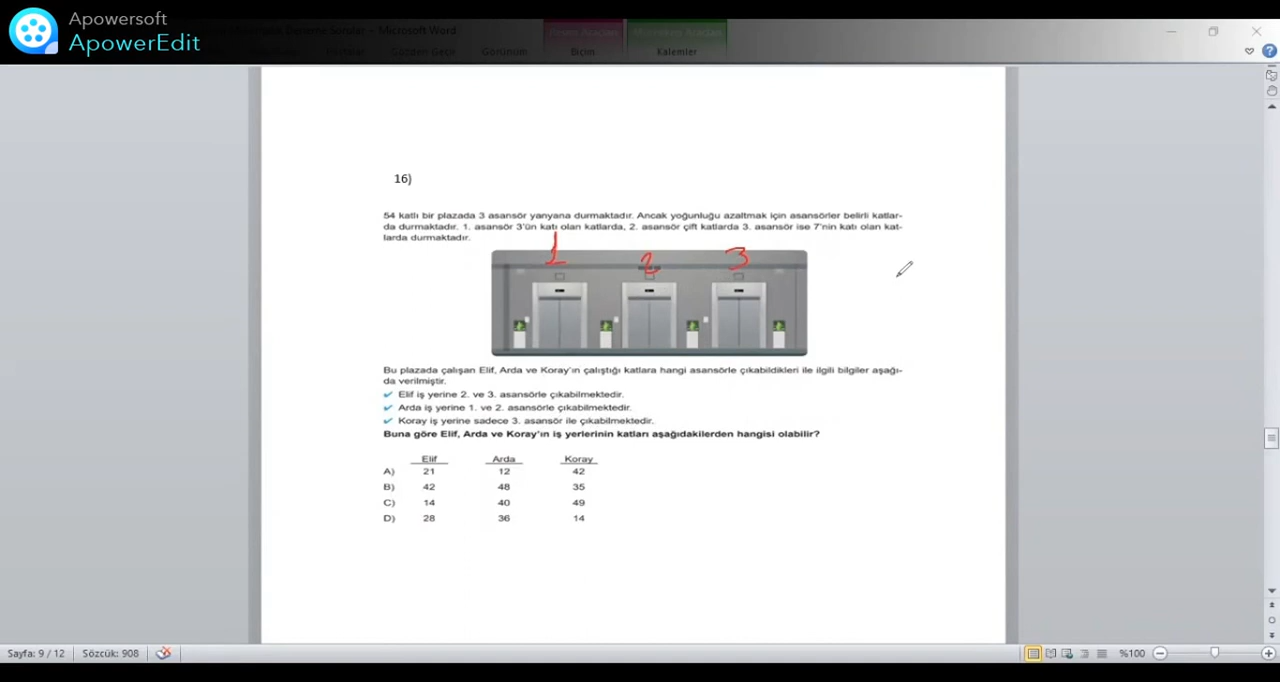 Apowersoft
ApowerEdit
Microsoft Word
Görünüm
Biçim
Kalemler
16)
54 katlı bir plazada 3 asansör yanyana durmaktadır. Ancak yoğunluğu azaltmak için asansörler belirli katlar-
da durmaktadır. 1. asansör 3'ün katı olan katlarda, 2. asansör çift katlarda 3. asansör ise 7'nin katı olan kat-
larda durmaktadır.
1 2 3
Bu plazada çalışan Elif, Arda ve Koray'ın çalıştığı katlara hangi asansörle çıkabildikleri ile ilgili bilgiler aşağı-
da verilmiştir.
✔ Elif iş yerine 2. ve 3. asansörle çıkabilmektedir.
✔ Arda iş yerine 1. ve 2. asansörle çıkabilmektedir.
✔ Koray iş yerine sadece 3. asansör ile çıkabilmektedir.
Buna göre Elif, Arda ve Koray'ın iş yerlerinin katları aşağıdakilerden hangisi olabilir?
Elif Arda Koray
A) 21 12 42
B) 42 48 35
C) 14 40 49
D) 28 36 14
Sayfa: 9 / 12 Sözcük: 908 %100